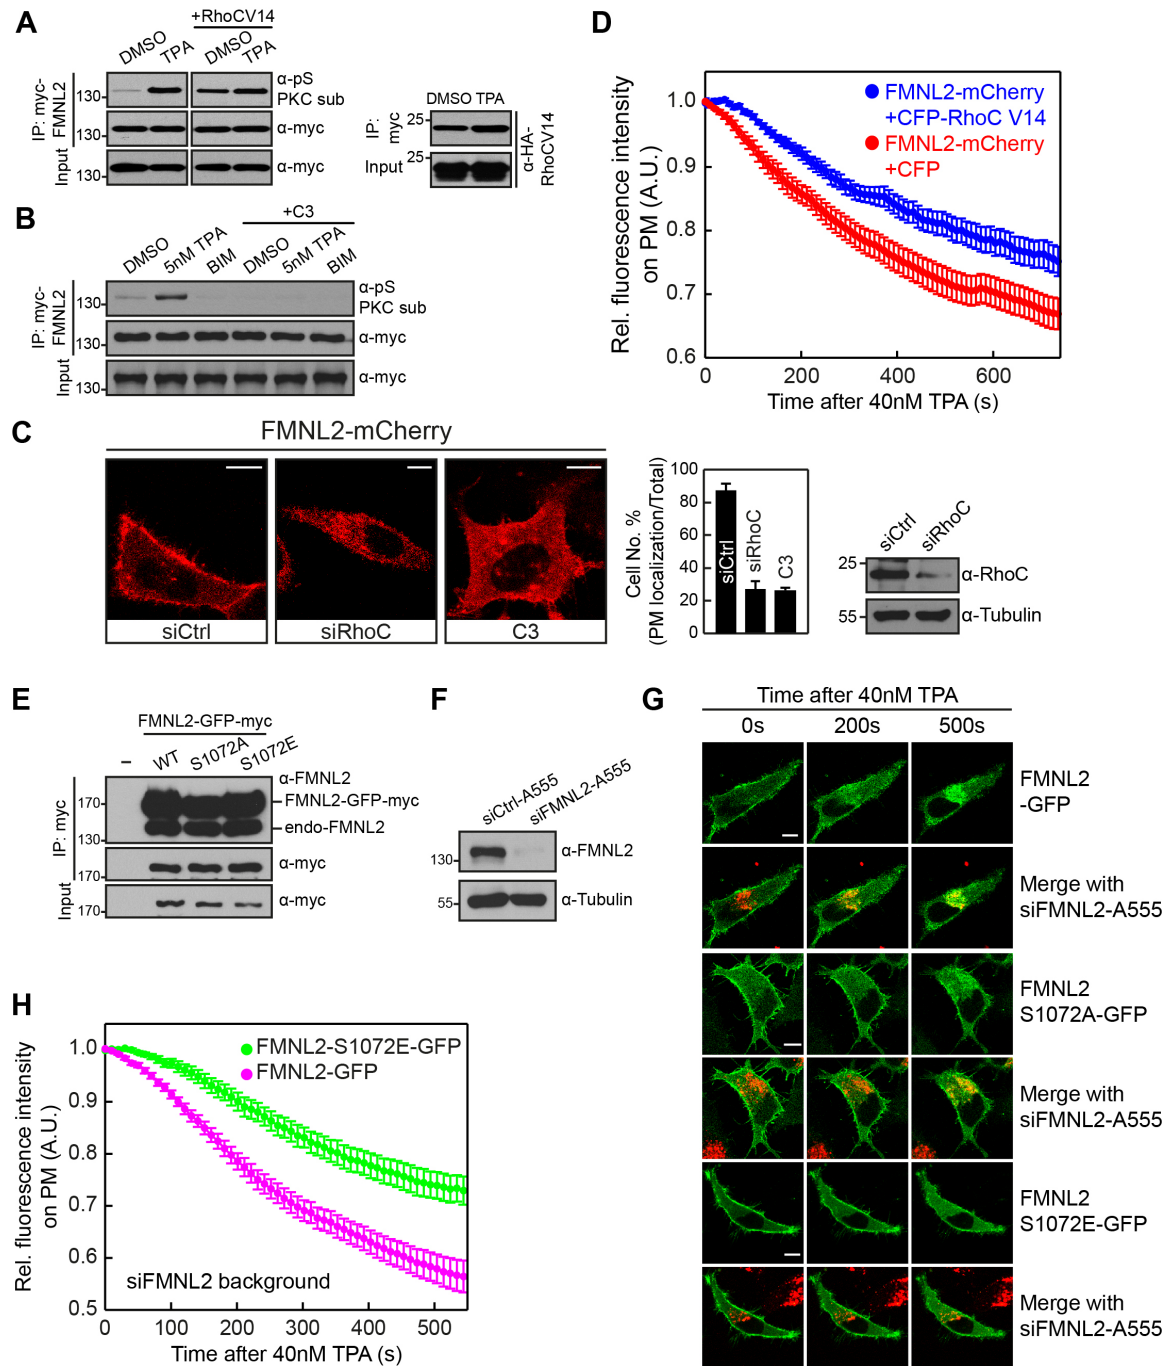 A
+RhoCV14
DMSO
TPA
DMSO
TPA
IP: myc-
FMNL2
130
α-pS
PKC sub
130
α-myc
Input
130
α-myc
DMSO TPA
IP:
myc
25
Input
25
α-HA-
RhoCV14
B
+C3
DMSO
5nM TPA
BIM
DMSO
5nM TPA
BIM
IP: myc-
FMNL2
130
α-pS
PKC sub
130
α-myc
Input
130
α-myc
C
FMNL2-mCherry
siCtrl
siRhoC
C3
Cell No. %
(PM localization/Total)
100
80
60
40
20
0
siCtrl
siRhoC
C3
siCtrl
siRhoC
25
α-RhoC
55
α-Tubulin
D
Rel. fluorescence intensity
on PM (A.U.)
1.0
0.9
0.8
0.7
0.6
FMNL2-mCherry
+CFP-RhoC V14
FMNL2-mCherry
+CFP
0
200
400
600
Time after 40nM TPA (s)
E
FMNL2-GFP-myc
–
WT
S1072A
S1072E
IP: myc
α-FMNL2
170
FMNL2-GFP-myc
endo-FMNL2
130
α-myc
170
Input
170
α-myc
F
siCtrl-A555
siFMNL2-A555
130
α-FMNL2
55
α-Tubulin
G
Time after 40nM TPA
0s
200s
500s
FMNL2
-GFP
Merge with
siFMNL2-A555
FMNL2
S1072A-GFP
Merge with
siFMNL2-A555
FMNL2
S1072E-GFP
Merge with
siFMNL2-A555
H
Rel. fluorescence intensity
on PM (A.U.)
1.0
0.9
0.8
0.7
0.6
0.5
FMNL2-S1072E-GFP
FMNL2-GFP
siFMNL2 background
0
100
200
300
400
500
Time after 40nM TPA (s)